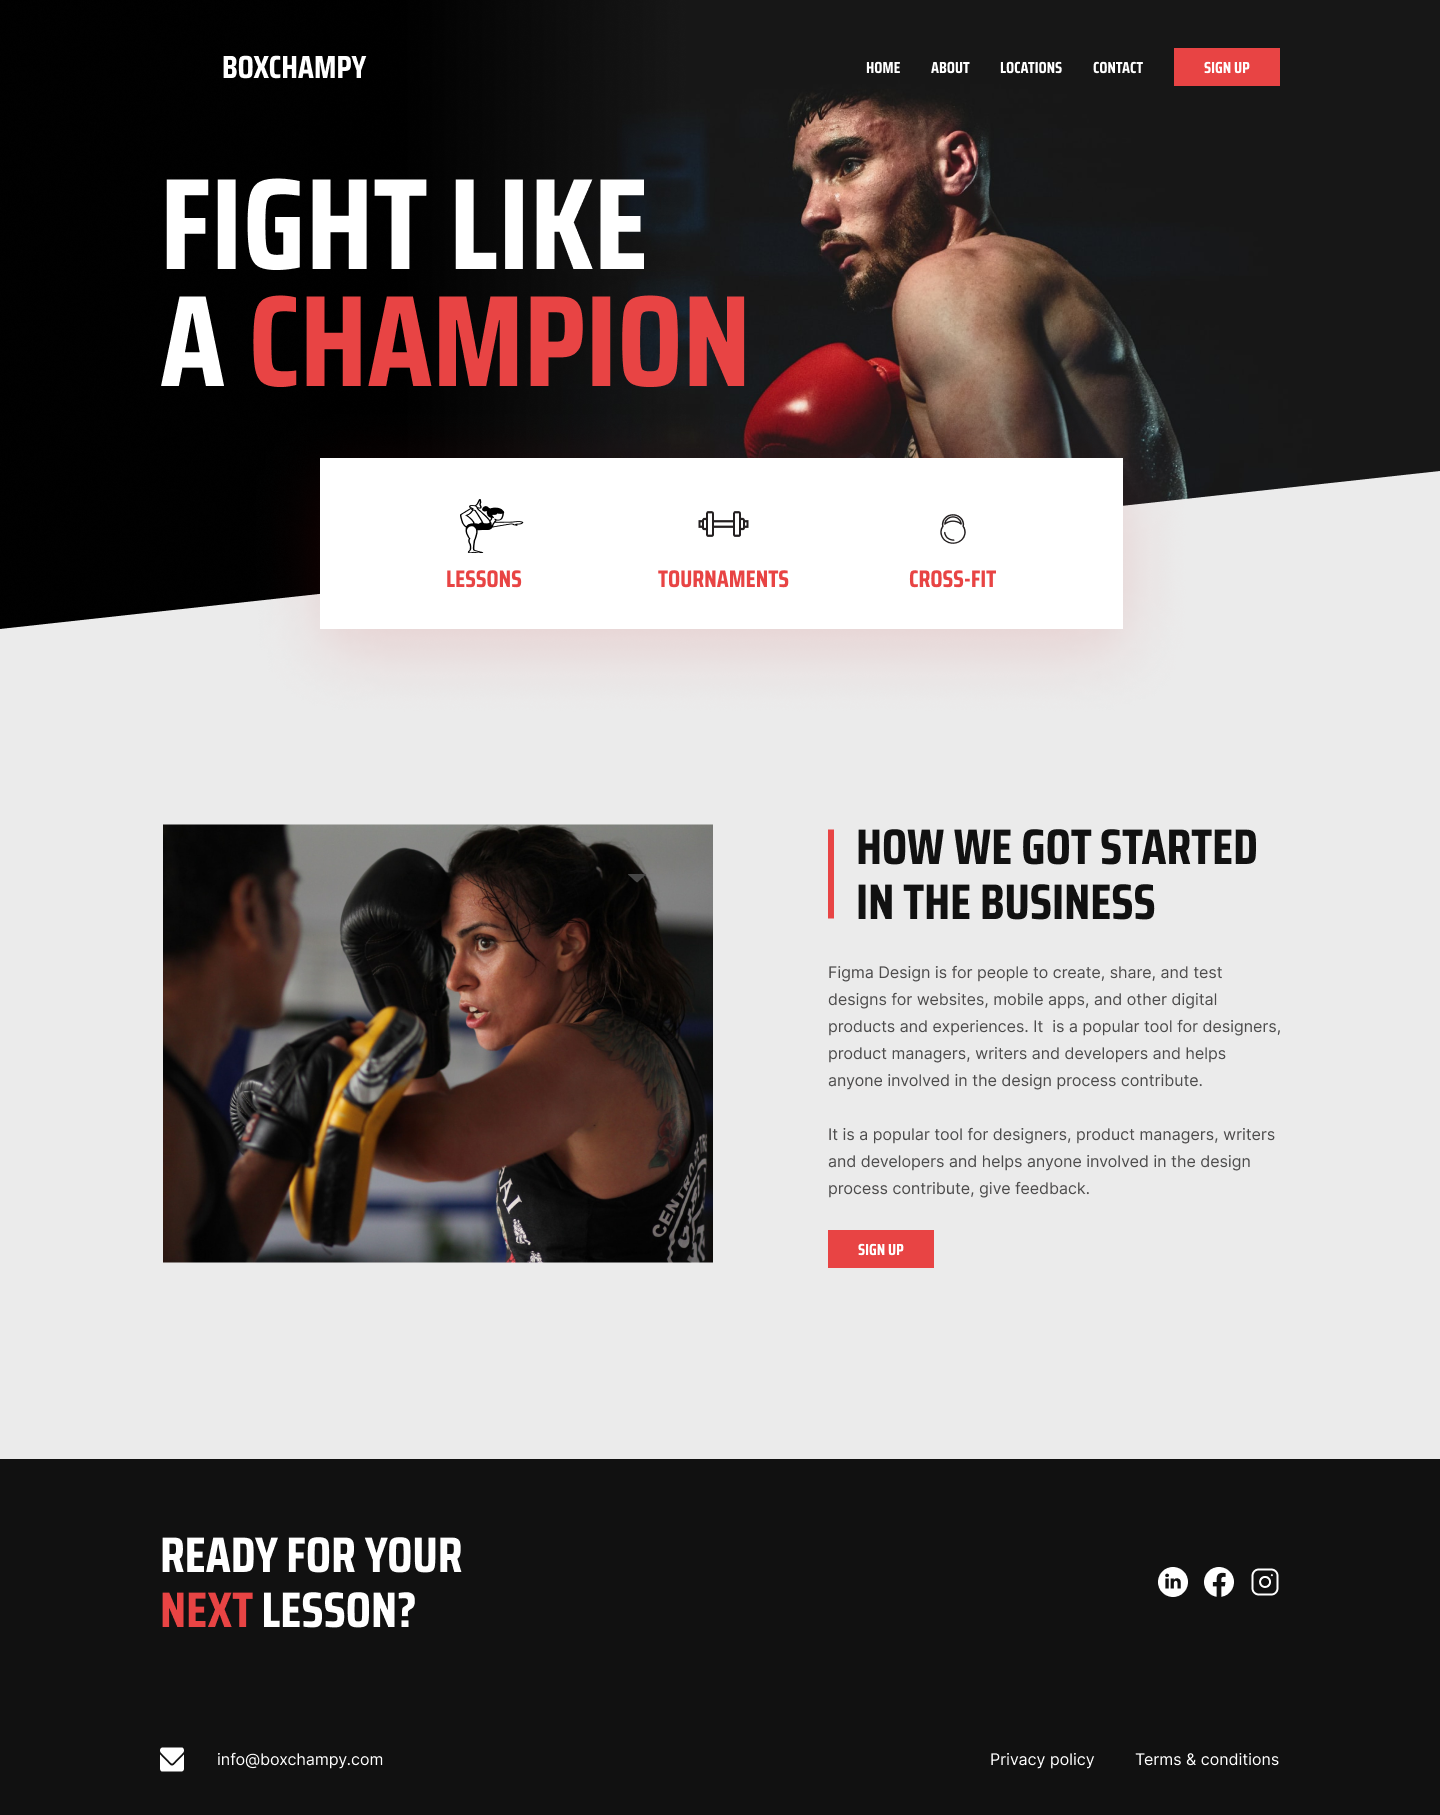 BOXCHAMPY
HOME ABOUT LOCATIONS CONTACT SIGN UP
FIGHT LIKE
A CHAMPION
LESSONS TOURNAMENTS CROSS-FIT
HOW WE GOT STARTED
IN THE BUSINESS
Figma Design is for people to create, share, and test
designs for websites, mobile apps, and other digital
products and experiences. It  is a popular tool for designers,
product managers, writers and developers and helps
anyone involved in the design process contribute.
It is a popular tool for designers, product managers, writers
and developers and helps anyone involved in the design
process contribute, give feedback.
SIGN UP
AI
CENTRO
READY FOR YOUR
NEXT LESSON?
in
info@boxchampy.com
Privacy policy Terms & conditions